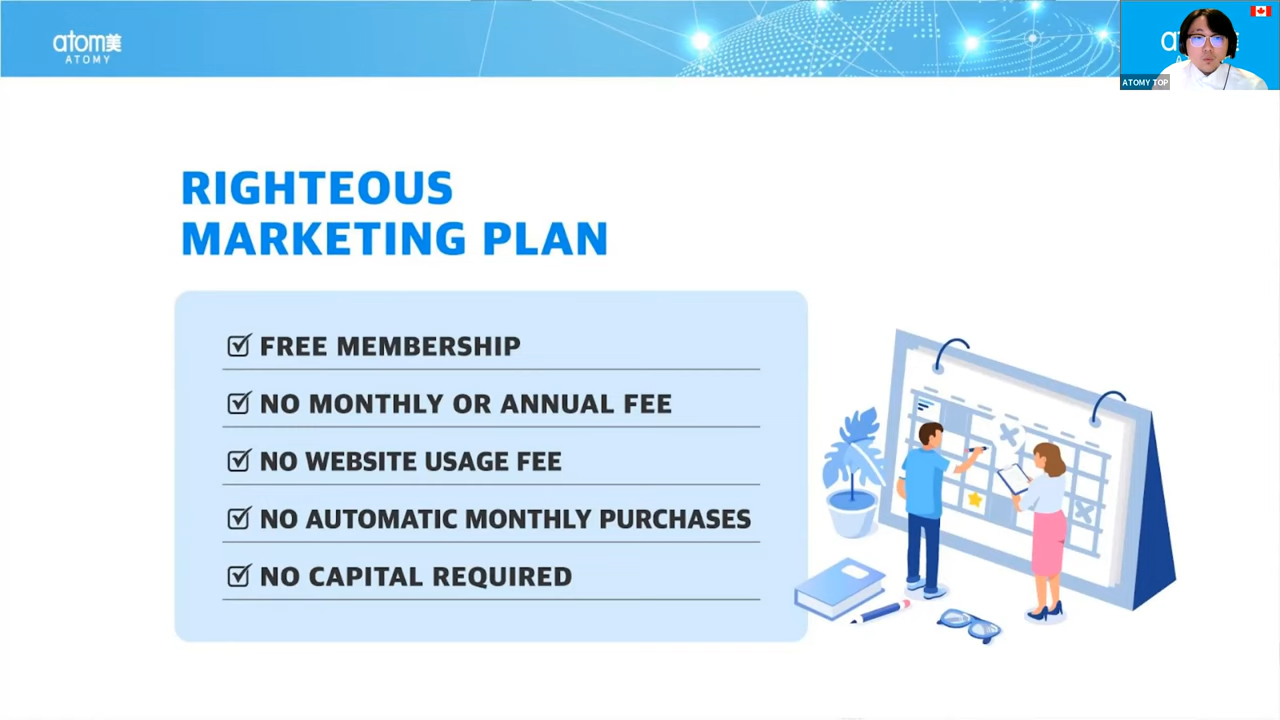 atom美
ATOMY
ATOMY TOP
RIGHTEOUS
MARKETING PLAN
FREE MEMBERSHIP
NO MONTHLY OR ANNUAL FEE
NO WEBSITE USAGE FEE
NO AUTOMATIC MONTHLY PURCHASES
NO CAPITAL REQUIRED